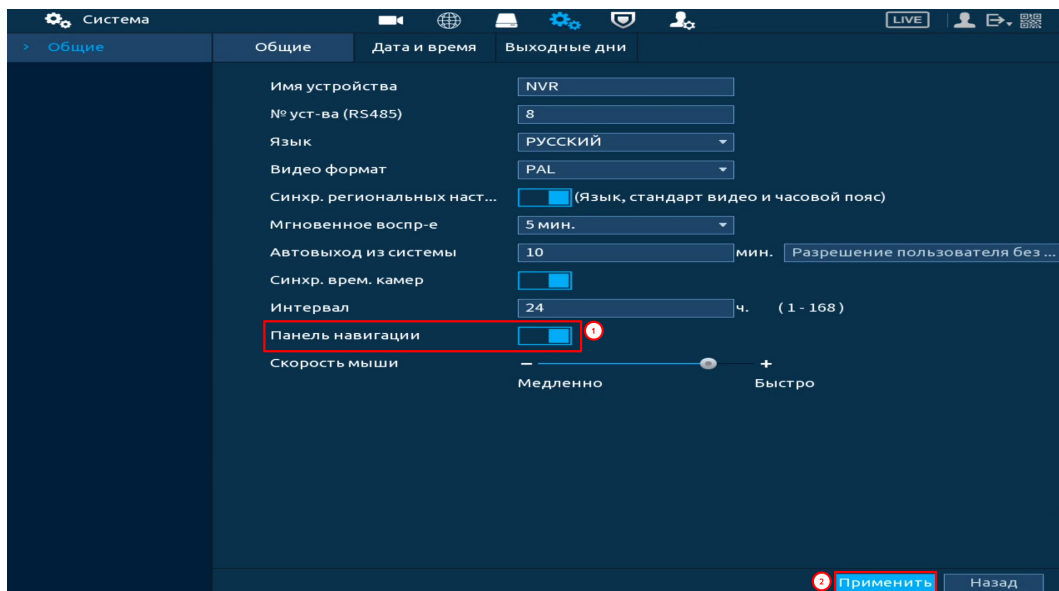 Система LIVE
> Общие Общие Дата и время Выходные дни
Имя устройства NVR
№ уст-ва (RS485) 8
Язык РУССКИЙ
Видео формат PAL
Синхр. региональных наст... (Язык, стандарт видео и часовой пояс)
Мгновенное воспр-е 5 мин.
Автовыход из системы 10 мин. Разрешение пользователя без ...
Синхр. врем. камер
Интервал 24 ч. (1 - 168)
Панель навигации 1
Скорость мыши − +
Медленно Быстро
2 Применить Назад